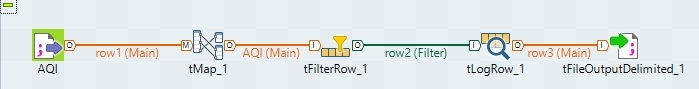 O row1 (Main) M O AQI (Main) I O row2 (Filter) I O row3 (Main) I
AQI tMap_1 tFilterRow_1 tLogRow_1 tFileOutputDelimited_1